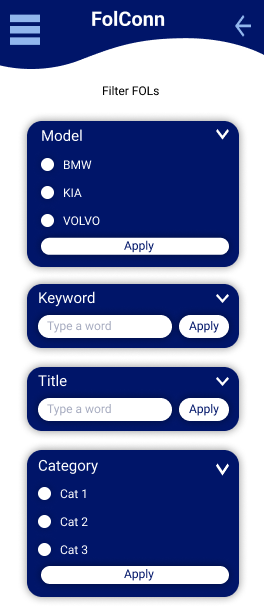 FolConn
Filter FOLs
Model
BMW
KIA
VOLVO
Apply
Keyword
Type a word
Apply
Title
Type a word
Apply
Category
Cat 1
Cat 2
Cat 3
Apply